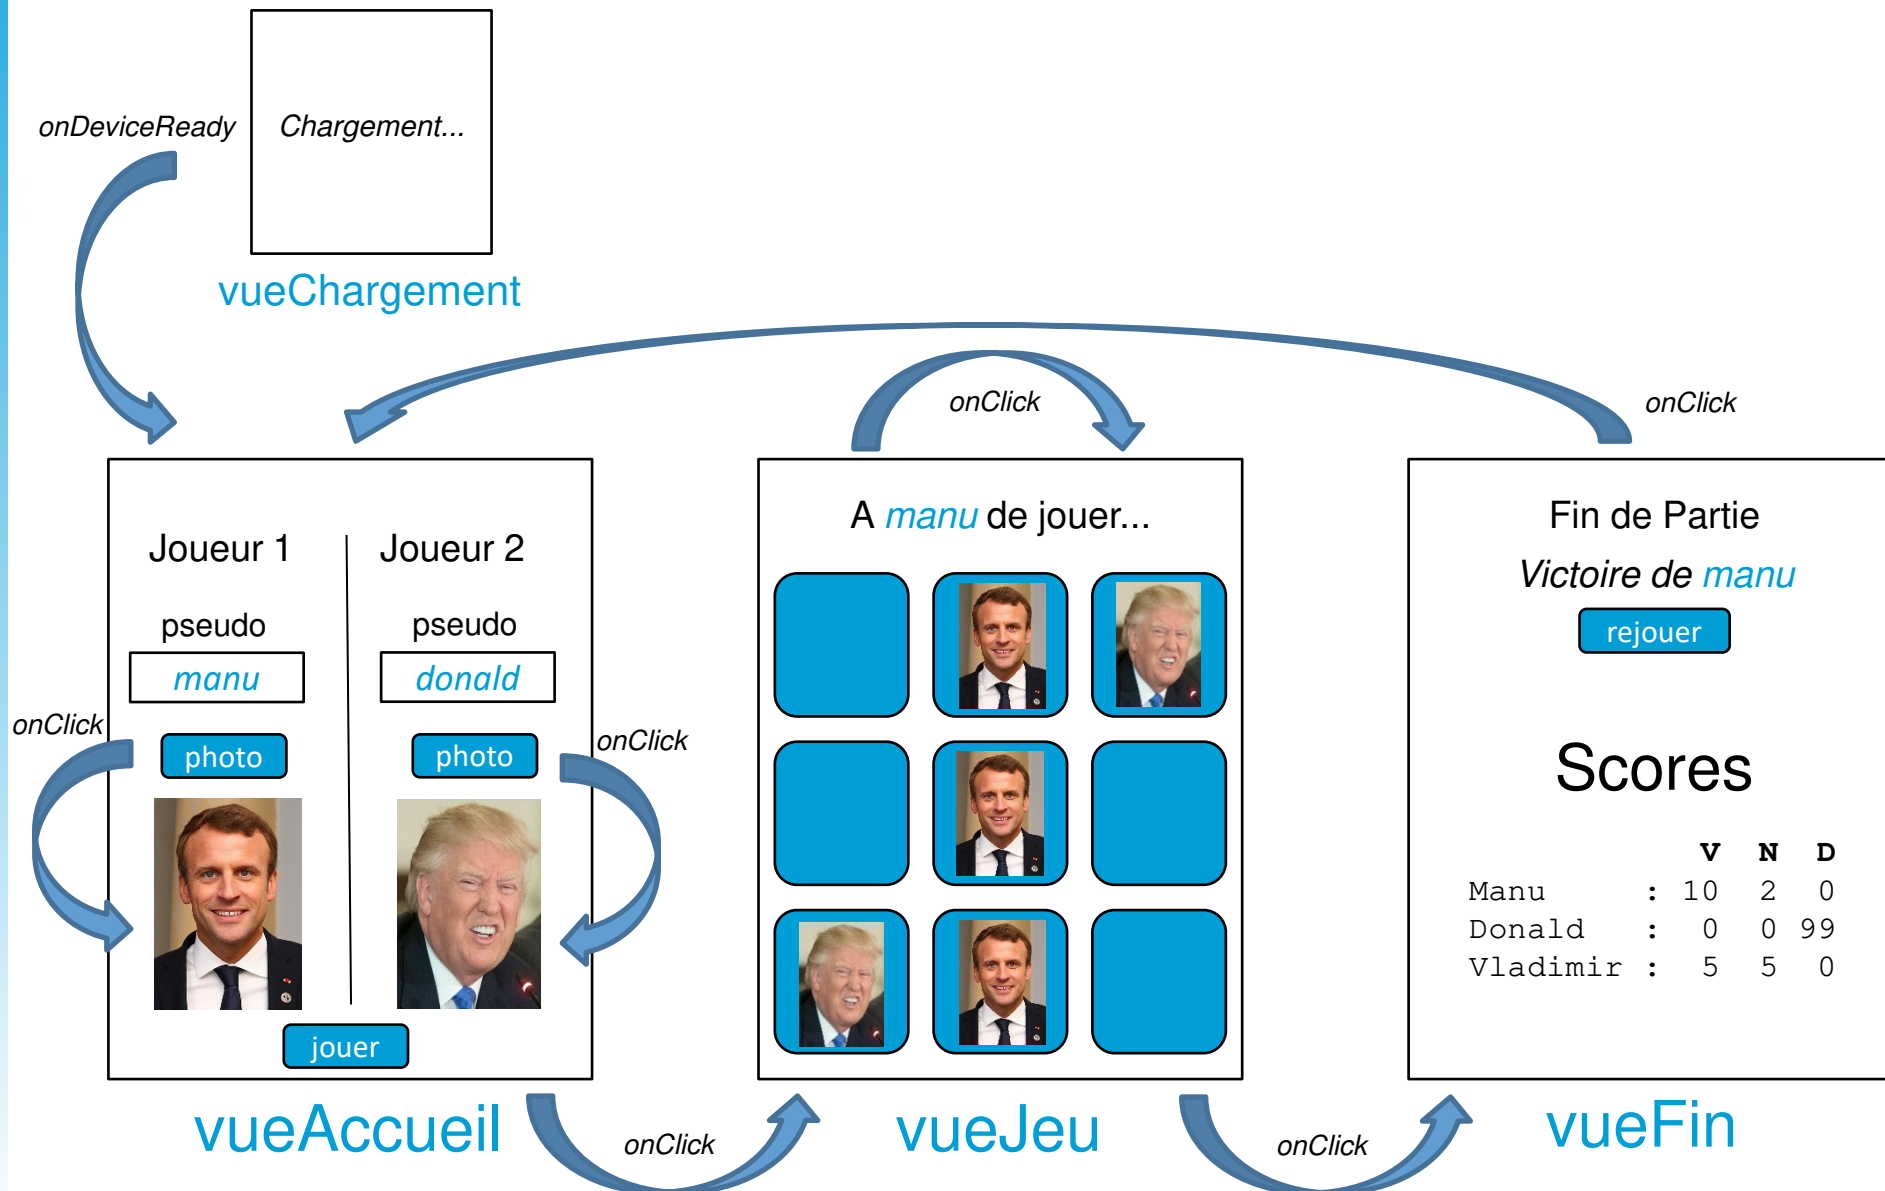 onDeviceReady
Chargement...
vueChargement
onClick
onClick
Joueur 1
Joueur 2
pseudo
pseudo
manu
donald
onClick
photo
photo
onClick
jouer
vueAccueil
onClick
A manu de jouer...
vueJeu
onClick
Fin de Partie
Victoire de manu
rejouer
Scores
V N D
Manu : 10 2 0
Donald : 0 0 99
Vladimir : 5 5 0
vueFin